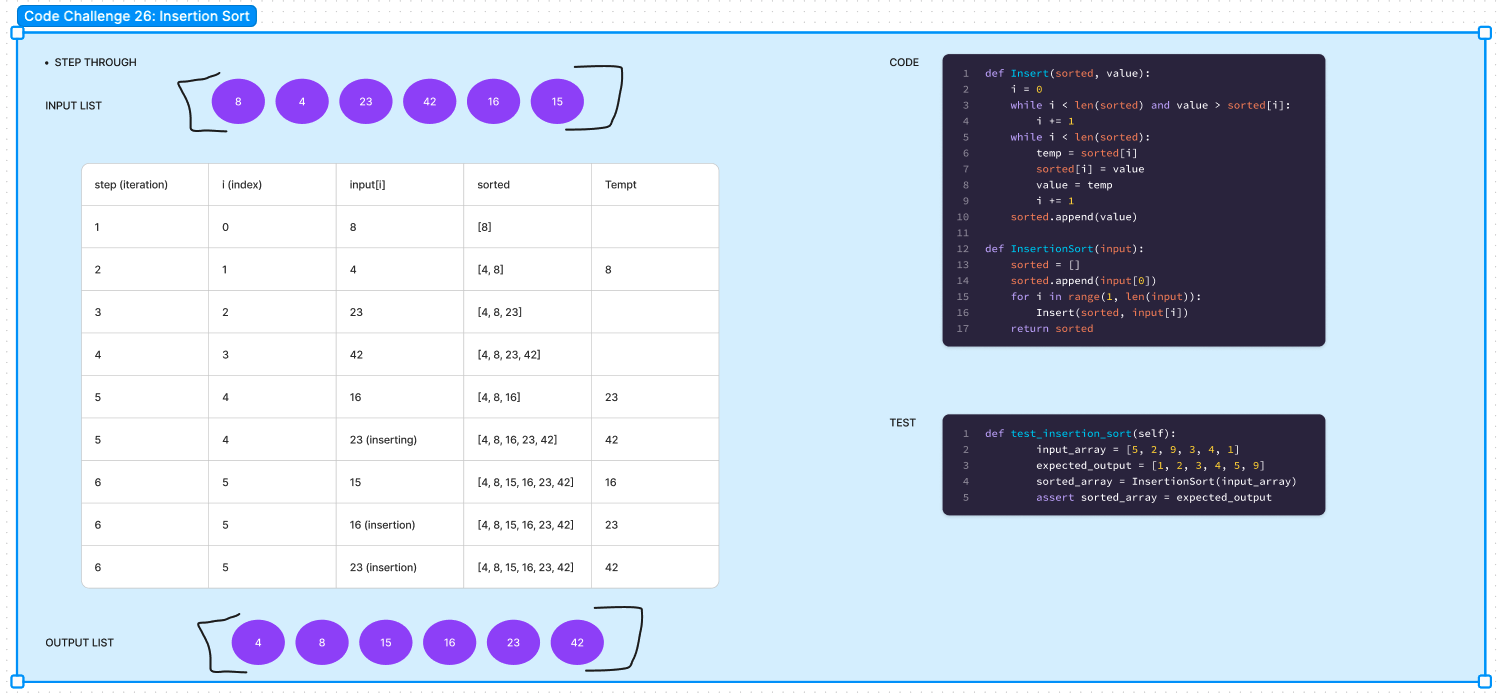 Code Challenge 26: Insertion Sort
• STEP THROUGH
INPUT LIST
8 4 23 42 16 15
step (iteration) i (index) input[i] sorted Tempt
1 0 8 [8]
2 1 4 [4, 8] 8
3 2 23 [4, 8, 23]
4 3 42 [4, 8, 23, 42]
5 4 16 [4, 8, 16] 23
5 4 23 (inserting) [4, 8, 16, 23, 42] 42
6 5 15 [4, 8, 15, 16, 23, 42] 16
6 5 16 (insertion) [4, 8, 15, 16, 23, 42] 23
6 5 23 (insertion) [4, 8, 15, 16, 23, 42] 42
OUTPUT LIST
4 8 15 16 23 42
CODE
1 def Insert(sorted, value):
2     i = 0
3     while i < len(sorted) and value > sorted[i]:
4         i += 1
5     while i < len(sorted):
6         temp = sorted[i]
7         sorted[i] = value
8         value = temp
9         i += 1
10     sorted.append(value)
11
12 def InsertionSort(input):
13     sorted = []
14     sorted.append(input[0])
15     for i in range(1, len(input)):
16         Insert(sorted, input[i])
17     return sorted
TEST
1 def test_insertion_sort(self):
2         input_array = [5, 2, 9, 3, 4, 1]
3         expected_output = [1, 2, 3, 4, 5, 9]
4         sorted_array = InsertionSort(input_array)
5         assert sorted_array = expected_output